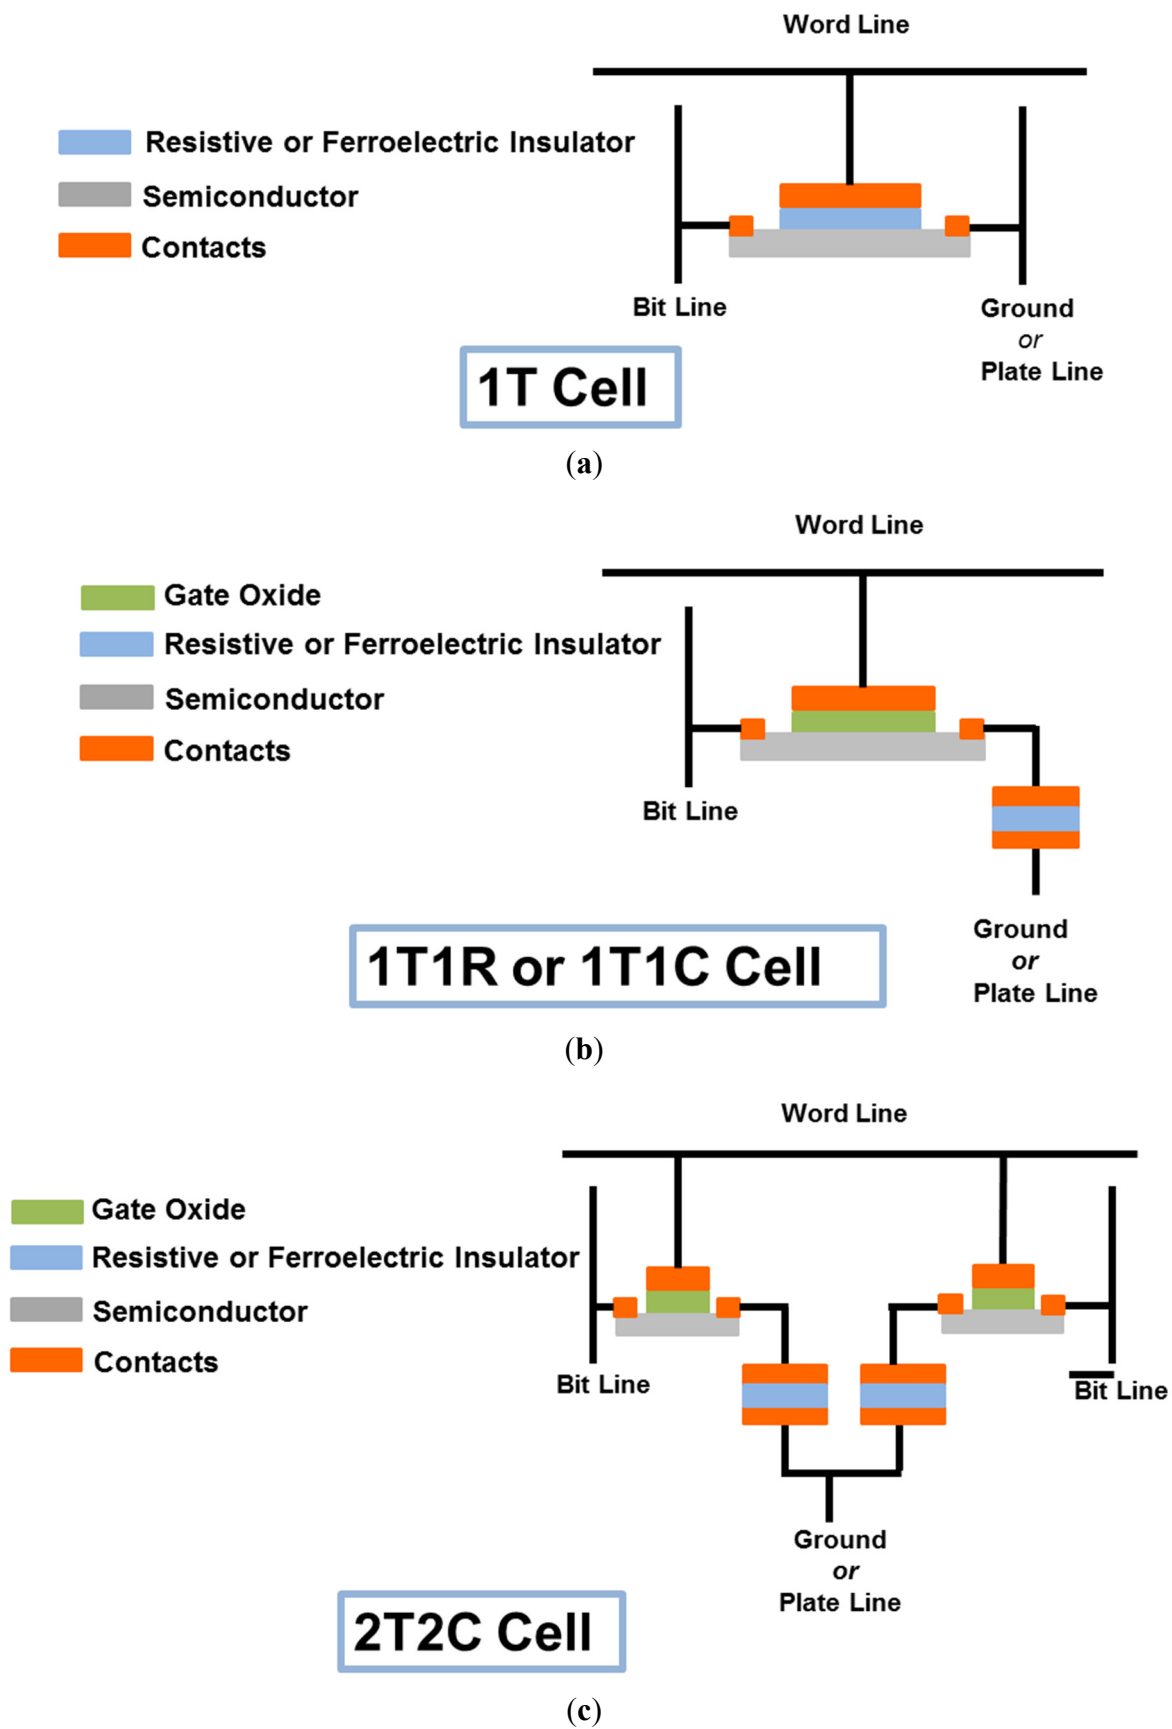 Word Line
Resistive or Ferroelectric Insulator
Semiconductor
Contacts
Bit Line
Ground
or
Plate Line
1T Cell
(a)
Word Line
Gate Oxide
Resistive or Ferroelectric Insulator
Semiconductor
Contacts
Bit Line
Ground
or
Plate Line
1T1R or 1T1C Cell
(b)
Word Line
Gate Oxide
Resistive or Ferroelectric Insulator
Semiconductor
Contacts
Bit Line
Bit Line
Ground
or
Plate Line
2T2C Cell
(c)